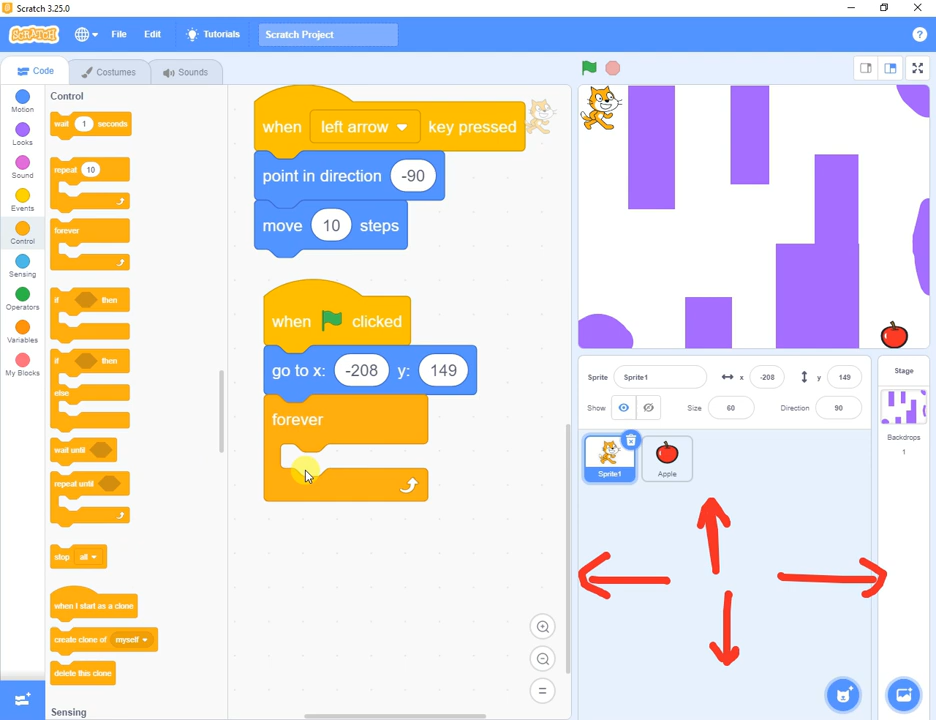 Scratch 3.25.0
SCRATCH File Edit Tutorials Scratch Project ?
Code Costumes Sounds
Motion
Looks
Sound
Events
Control
Sensing
Operators
Variables
My Blocks
Control
wait 1 seconds
repeat 10
forever
if then
if then
else
wait until
repeat until
stop all
when I start as a clone
create clone of myself
delete this clone
Sensing
when left arrow key pressed
point in direction -90
move 10 steps
when clicked
go to x: -208 y: 149
forever
Sprite Sprite1 x -208 y 149
Show Size 60 Direction 90
Sprite1 Apple
Stage
Backdrops
1